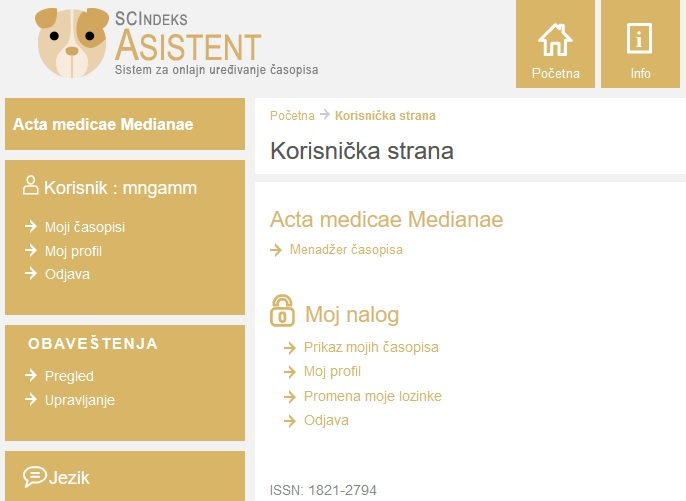 SCINDEKS
ASISTENT
Sistem za onlajn uređivanje časopisa
Početna
Info
Acta medicae Medianae
Korisnik : mngamm
Moji časopisi
Moj profil
Odjava
OBAVEŠTENJA
Pregled
Upravljanje
Jezik
Početna Korisnička strana
Korisnička strana
Acta medicae Medianae
Menadžer časopisa
Moj nalog
Prikaz mojih časopisa
Moj profil
Promena moje lozinke
Odjava
ISSN: 1821-2794